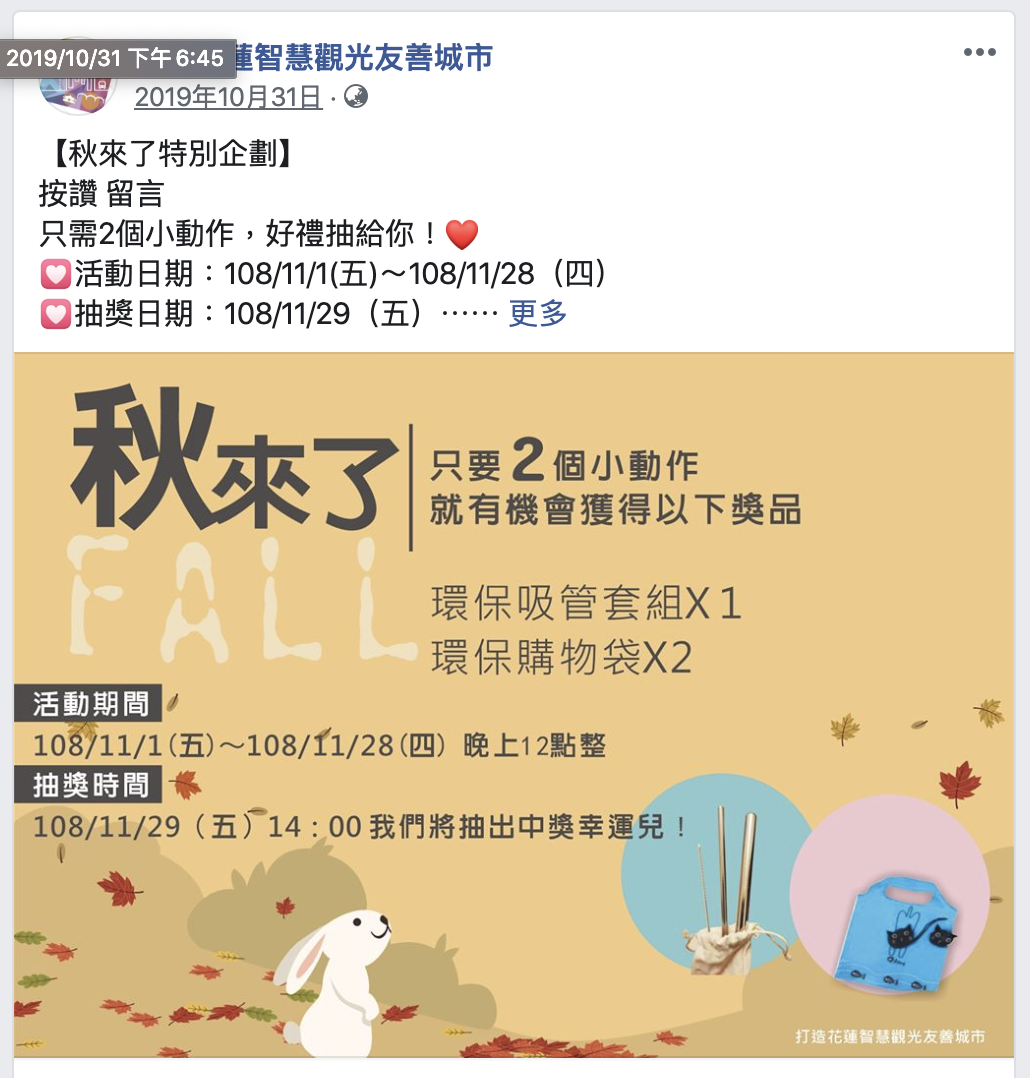 2019/10/31 下午6:45
蓮智慧觀光友善城市
2019年10月31日 ·
【秋來了特別企劃】
按讚 留言
只需2個小動作，好禮抽給你！❤️
💟活動日期：108/11/1(五)～108/11/28（四）
💟抽獎日期：108/11/29（五）⋯⋯ 更多
秋來了
只要2個小動作
就有機會獲得以下獎品
FALL
環保吸管套組X1
環保購物袋X2
活動期間
108/11/1(五)～108/11/28(四) 晚上12點整
抽獎時間
108/11/29（五）14：00 我們將抽出中獎幸運兒！
打造花蓮智慧觀光友善城市